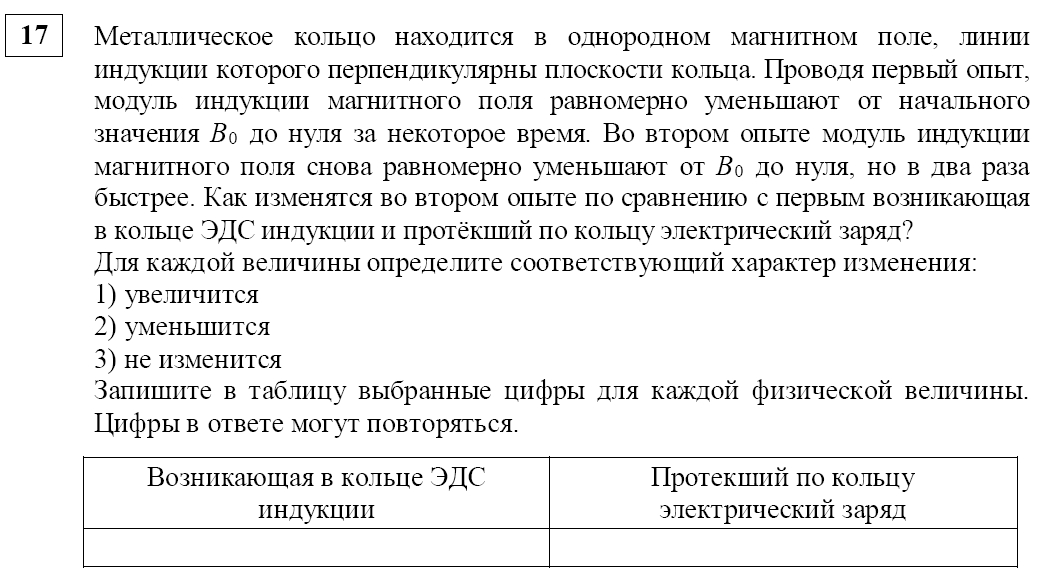 17
Металлическое кольцо находится в однородном магнитном поле, линии
индукции которого перпендикулярны плоскости кольца. Проводя первый опыт,
модуль индукции магнитного поля равномерно уменьшают от начального
значения B₀ до нуля за некоторое время. Во втором опыте модуль индукции
магнитного поля снова равномерно уменьшают от B₀ до нуля, но в два раза
быстрее. Как изменятся во втором опыте по сравнению с первым возникающая
в кольце ЭДС индукции и протёкший по кольцу электрический заряд?
Для каждой величины определите соответствующий характер изменения:
1) увеличится
2) уменьшится
3) не изменится
Запишите в таблицу выбранные цифры для каждой физической величины.
Цифры в ответе могут повторяться.
Возникающая в кольце ЭДС
индукции
Протекший по кольцу
электрический заряд